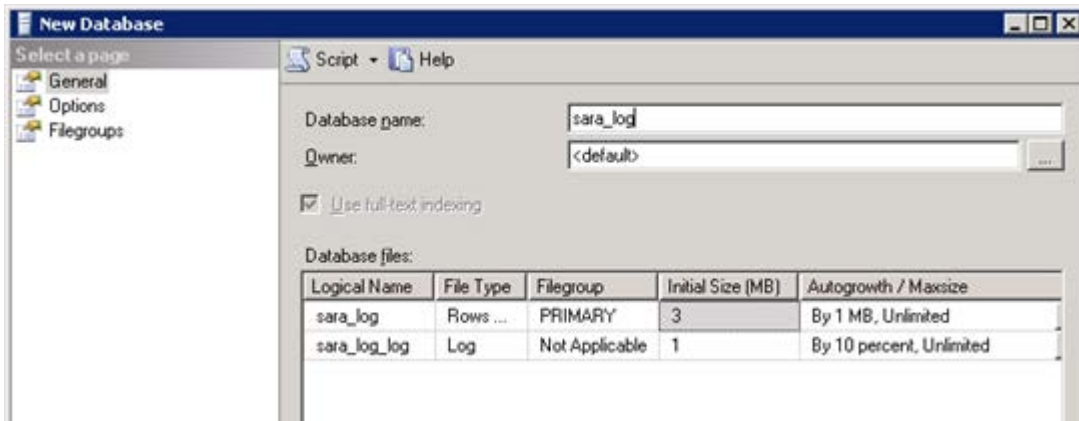 New Database
Select a page
General
Options
Filegroups
Script Help
Database name: sara_log
Owner: <default> ...
Use full-text indexing
Database files:
Logical Name File Type Filegroup Initial Size (MB) Autogrowth / Maxsize
sara_log Rows ... PRIMARY 3 By 1 MB, Unlimited
sara_log_log Log Not Applicable 1 By 10 percent, Unlimited